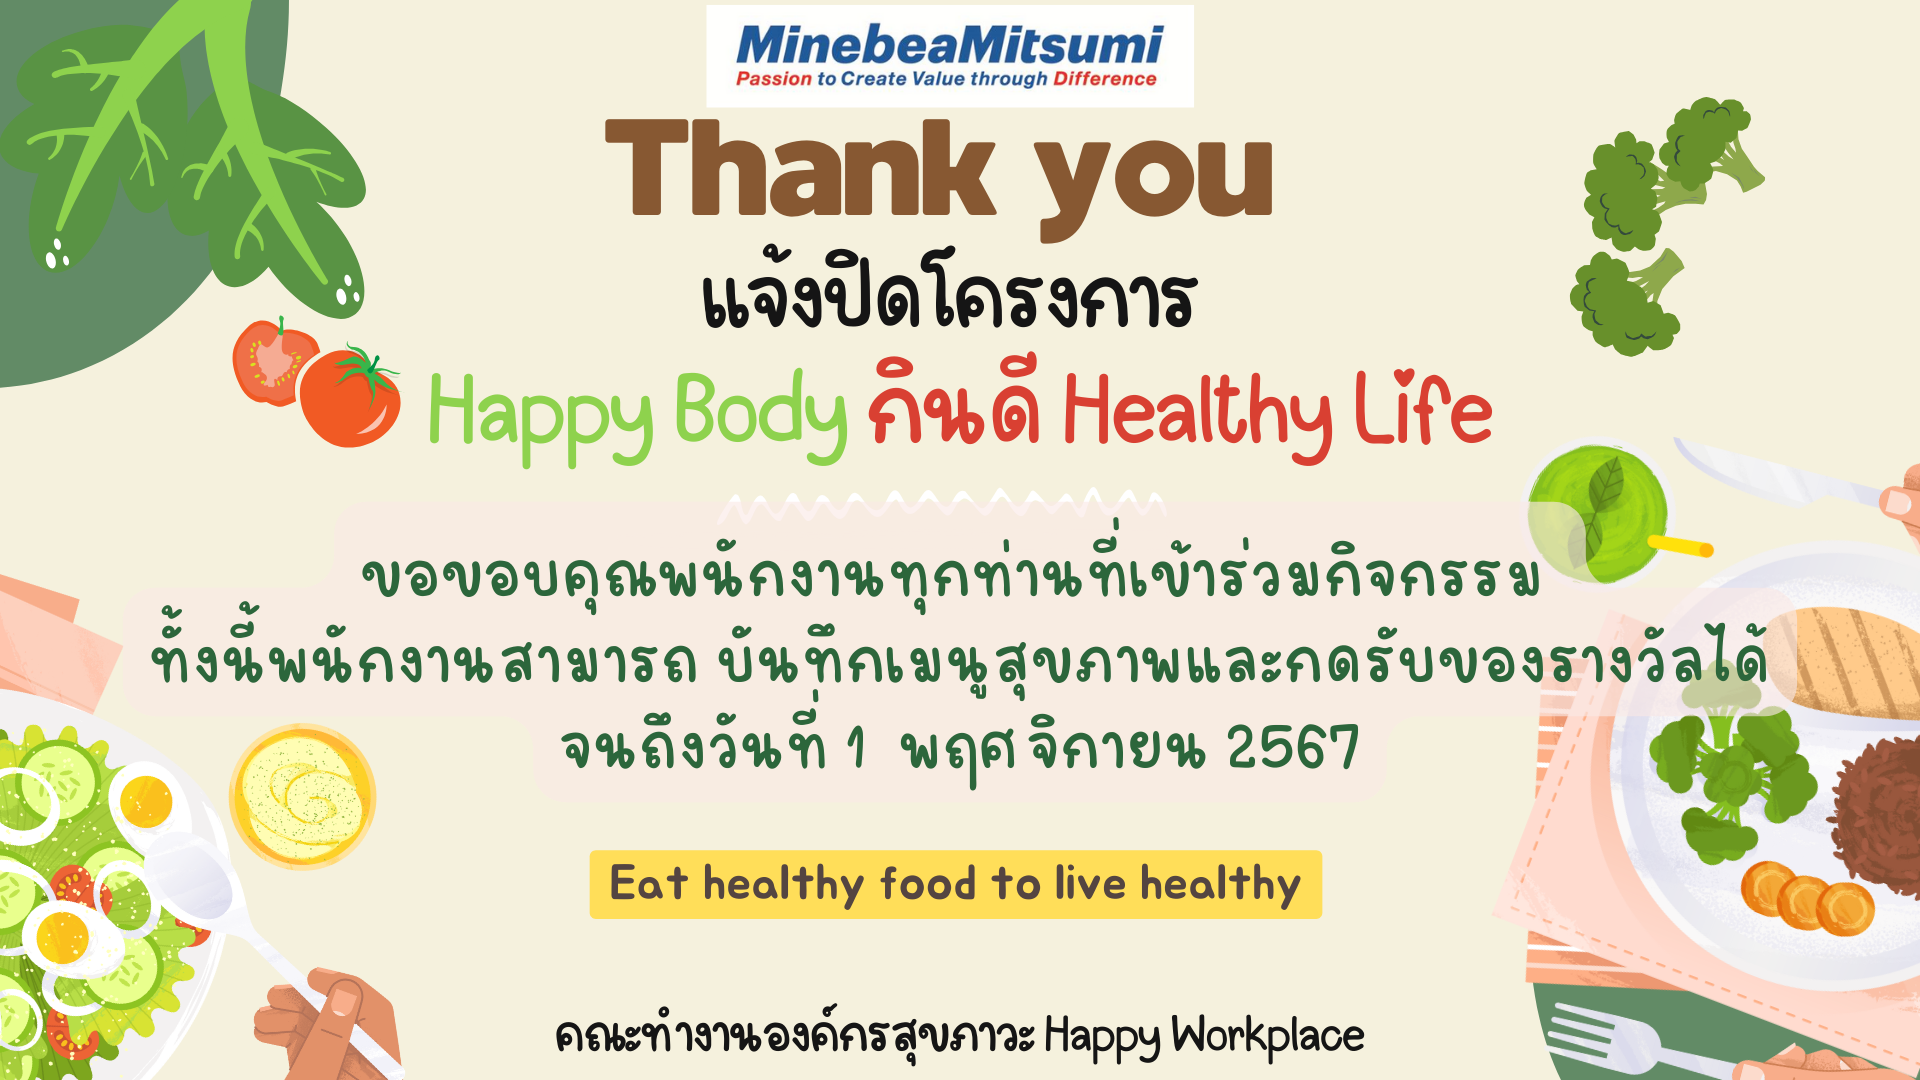 MinebeaMitsumi
Passion to Create Value through Difference
Thank you
แจ้งปิดโครงการ
Happy Body กินดี Healthy Life
ขอขอบคุณพนักงานทุกท่านที่เข้าร่วมกิจกรรม
ทั้งนี้พนักงานสามารถ บันทึกเมนูสุขภาพและกดรับของรางวัลได้
จนถึงวันที่ 1 พฤศจิกายน 2567
Eat healthy food to live healthy
คณะทำงานองค์กรสุขภาวะ Happy Workplace